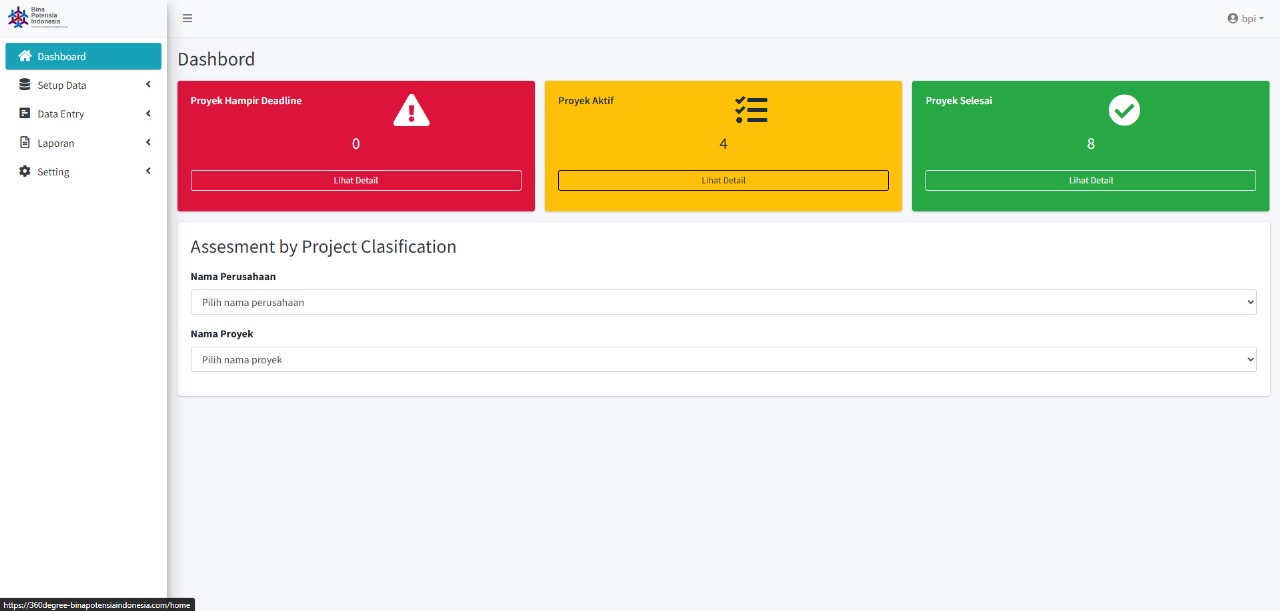 Bina
Potensia
Indonesia
bpi
Dashboard
Setup Data
Data Entry
Laporan
Setting
Dashbord
Proyek Hampir Deadline
0
Lihat Detail
Proyek Aktif
4
Lihat Detail
Proyek Selesai
8
Lihat Detail
Assesment by Project Clasification
Nama Perusahaan
Pilih nama perusahaan
Nama Proyek
Pilih nama proyek
https://360degree-binapotensiaindonesia.com/home